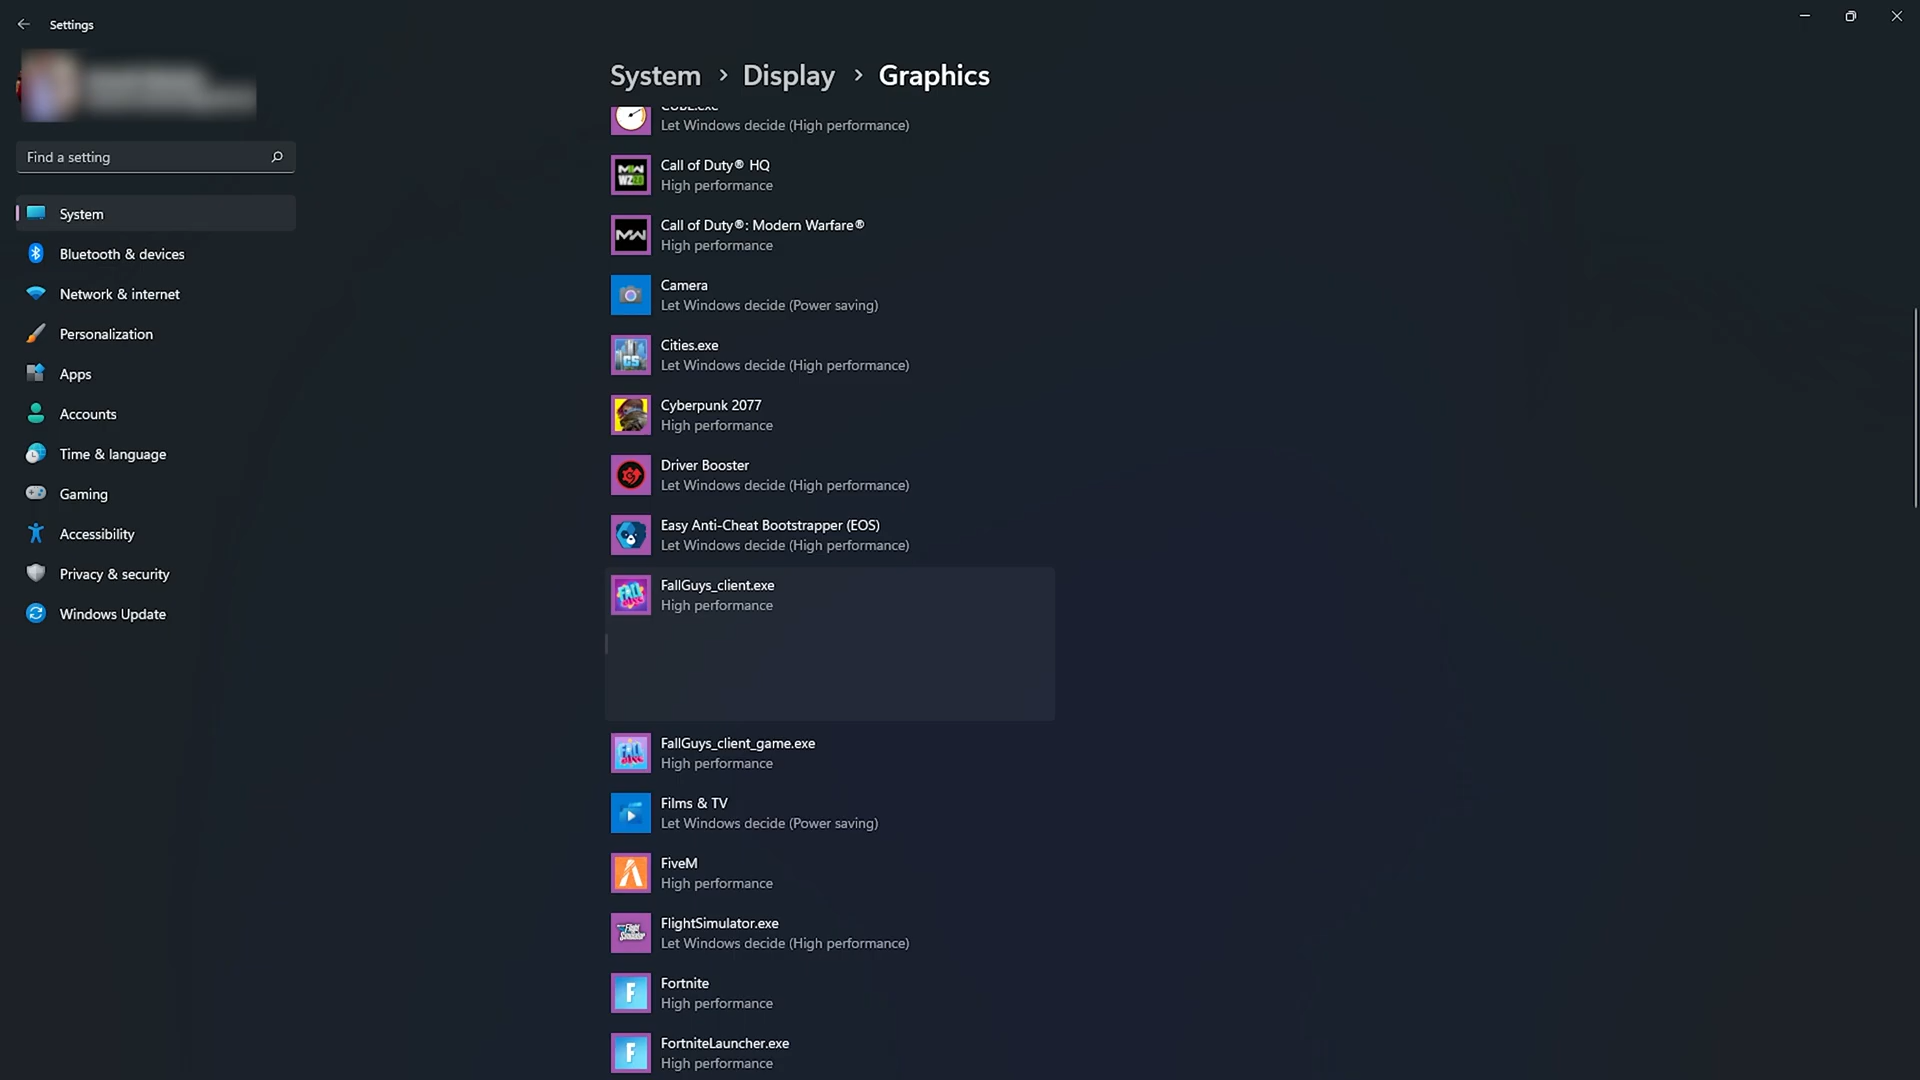 Settings
Find a setting
System
Bluetooth & devices
Network & internet
Personalization
Apps
Accounts
Time & language
Gaming
Accessibility
Privacy & security
Windows Update
System > Display > Graphics
Let Windows decide (High performance)
Call of Duty® HQ
High performance
Call of Duty®: Modern Warfare®
High performance
Camera
Let Windows decide (Power saving)
Cities.exe
Let Windows decide (High performance)
Cyberpunk 2077
High performance
Driver Booster
Let Windows decide (High performance)
Easy Anti-Cheat Bootstrapper (EOS)
Let Windows decide (High performance)
FallGuys_client.exe
High performance
FallGuys_client_game.exe
High performance
Films & TV
Let Windows decide (Power saving)
FiveM
High performance
FlightSimulator.exe
Let Windows decide (High performance)
Fortnite
High performance
FortniteLauncher.exe
High performance